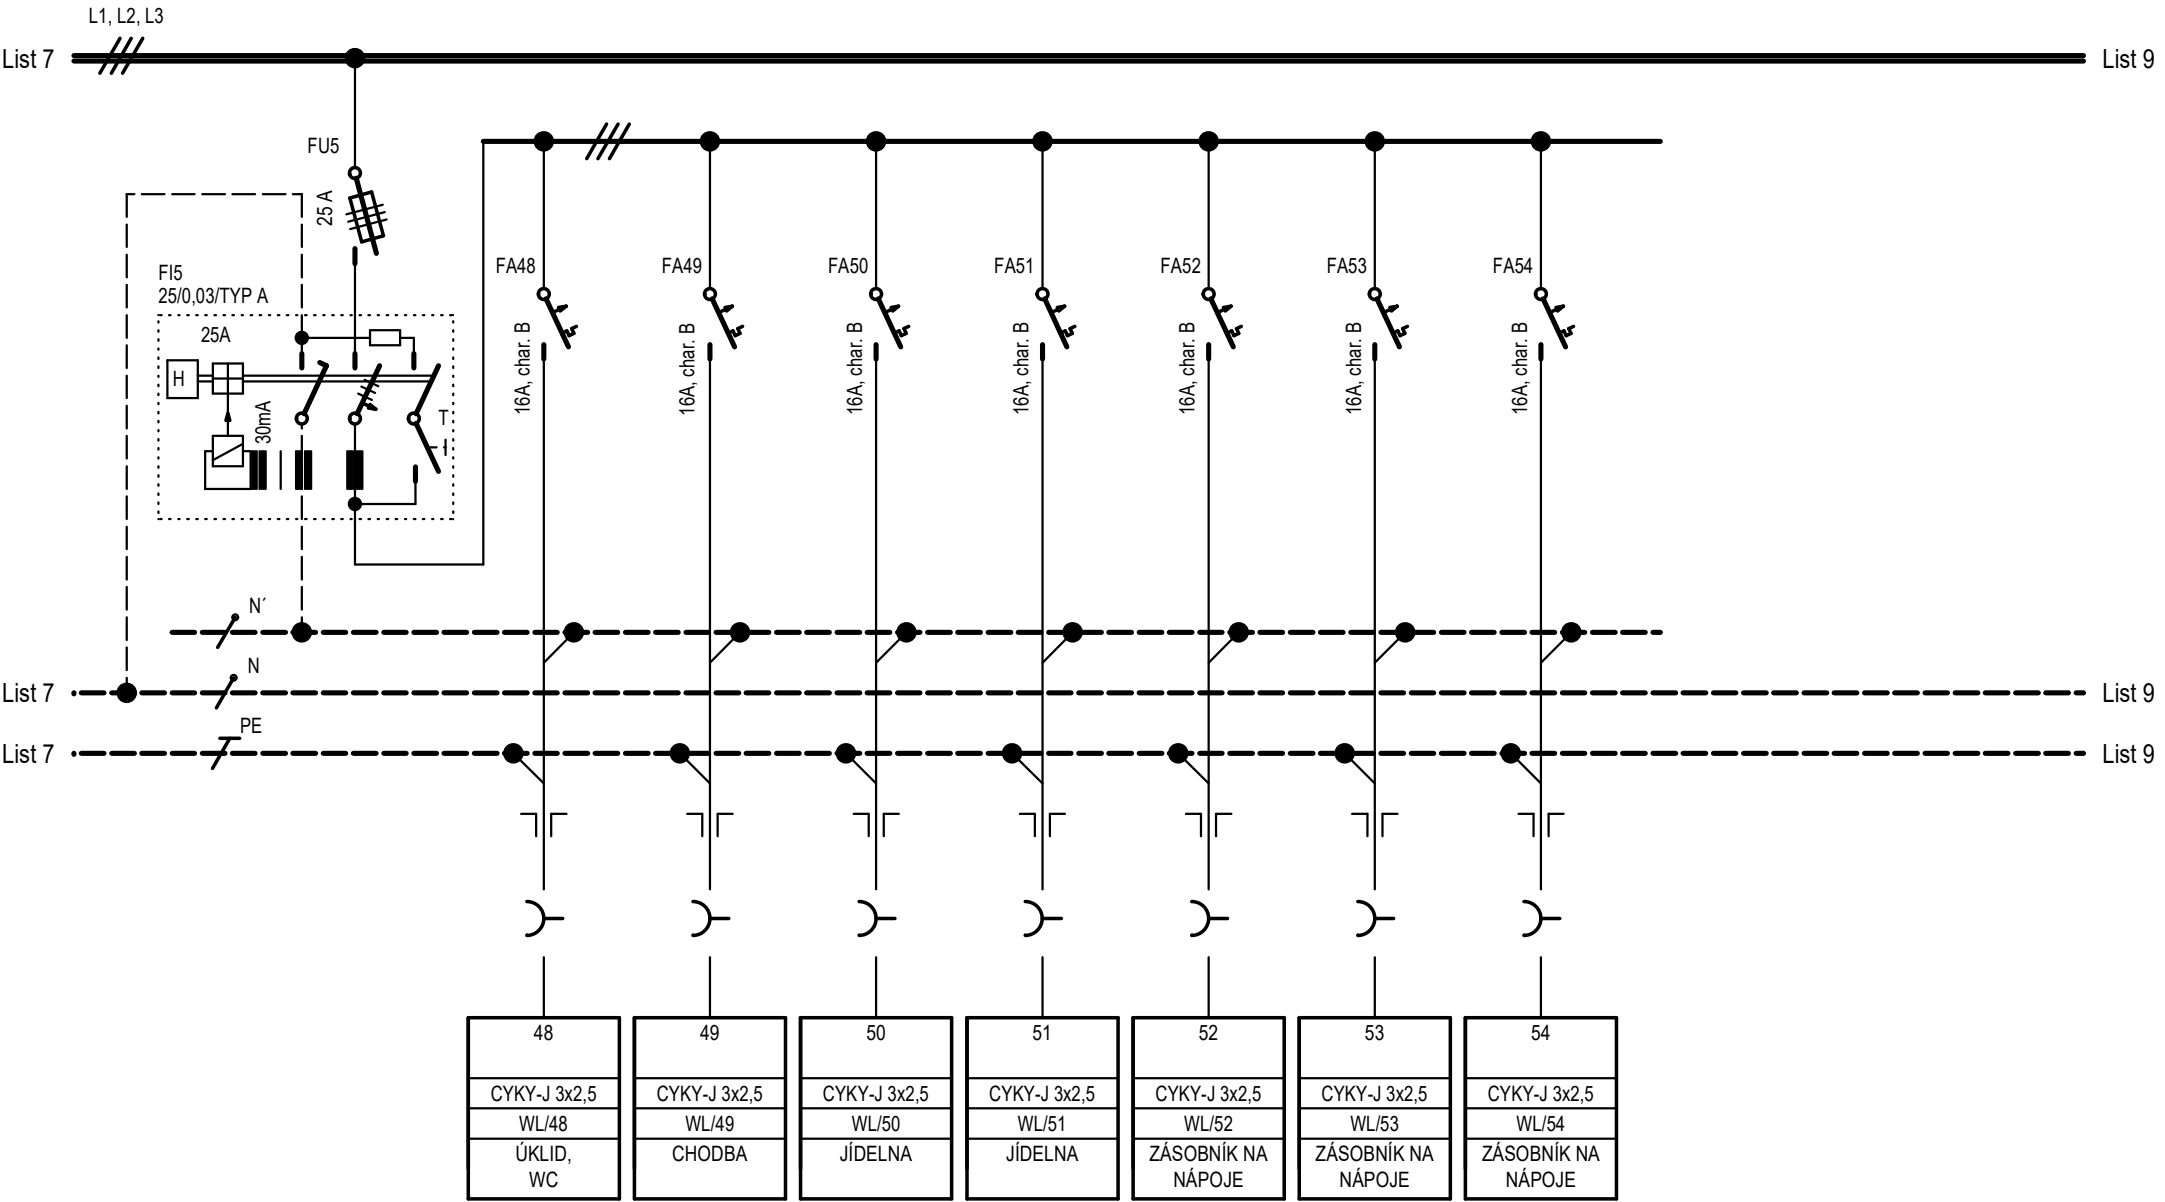 L1, L2, L3
List 7
List 9
FU5
25 A
FI5
25/0,03/TYP A
25A
H
30mA
T
FA48
FA49
FA50
FA51
FA52
FA53
FA54
16A, char. B
16A, char. B
16A, char. B
16A, char. B
16A, char. B
16A, char. B
16A, char. B
N´
N
List 7
List 9
PE
List 7
List 9
48
49
50
51
52
53
54
CYKY-J 3x2,5
CYKY-J 3x2,5
CYKY-J 3x2,5
CYKY-J 3x2,5
CYKY-J 3x2,5
CYKY-J 3x2,5
CYKY-J 3x2,5
WL/48
WL/49
WL/50
WL/51
WL/52
WL/53
WL/54
ÚKLID,
WC
CHODBA
JÍDELNA
JÍDELNA
ZÁSOBNÍK NA
NÁPOJE
ZÁSOBNÍK NA
NÁPOJE
ZÁSOBNÍK NA
NÁPOJE